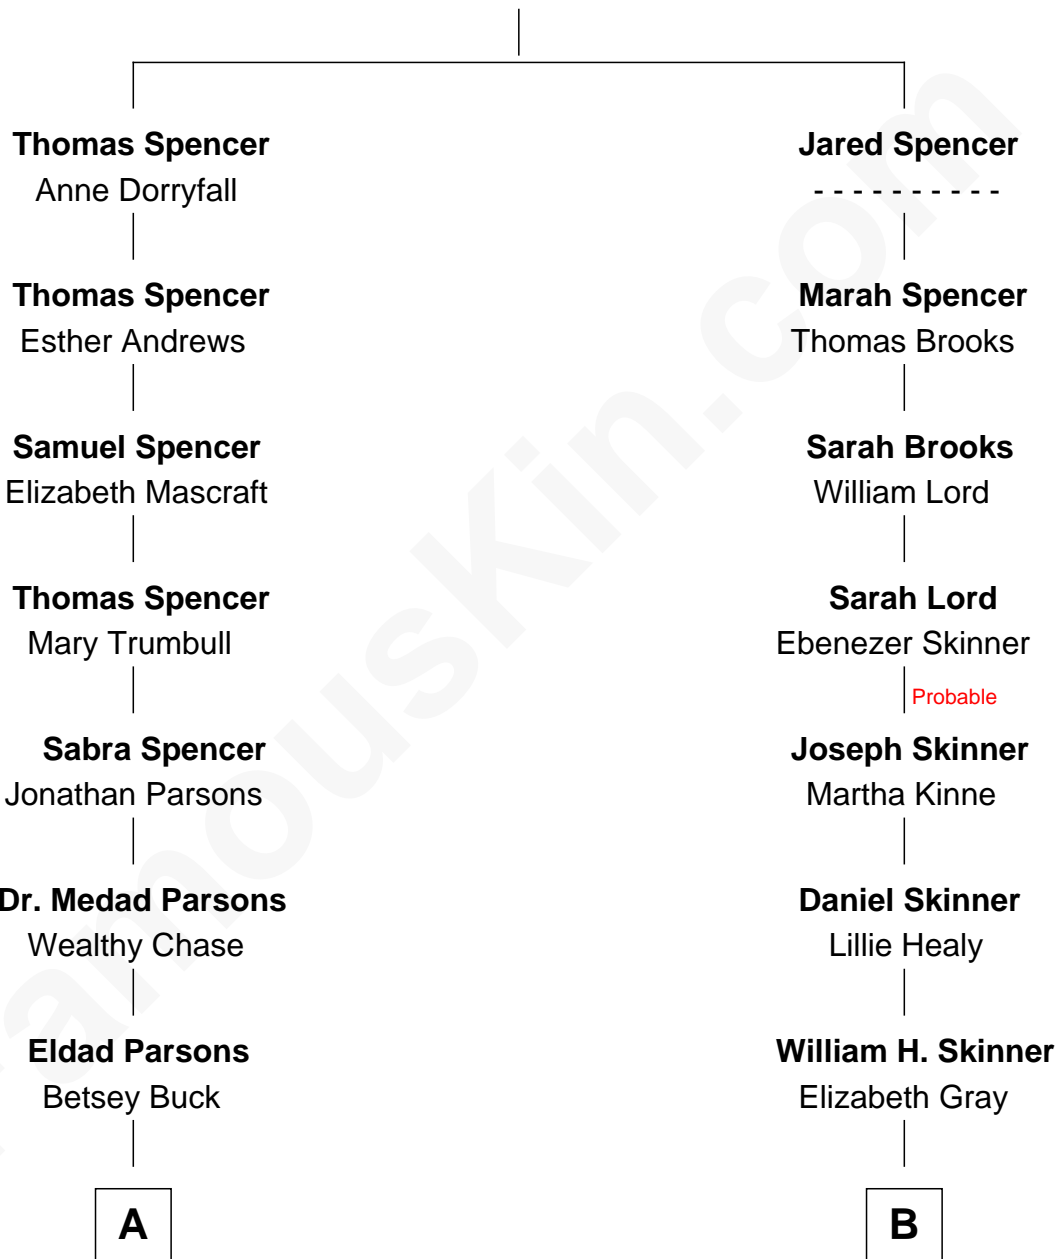 Thomas Spencer
Anne Dorryfall
Thomas Spencer
Esther Andrews
Samuel Spencer
Elizabeth Mascraft
Thomas Spencer
Mary Trumbull
Sabra Spencer
Jonathan Parsons
Dr. Medad Parsons
Wealthy Chase
Eldad Parsons
Betsey Buck
A
Jared Spencer
- - - - - - - - - -
Marah Spencer
Thomas Brooks
Sarah Brooks
William Lord
Sarah Lord
Ebenezer Skinner
Probable
Joseph Skinner
Martha Kinne
Daniel Skinner
Lillie Healy
William H. Skinner
Elizabeth Gray
B
FamousKin.com